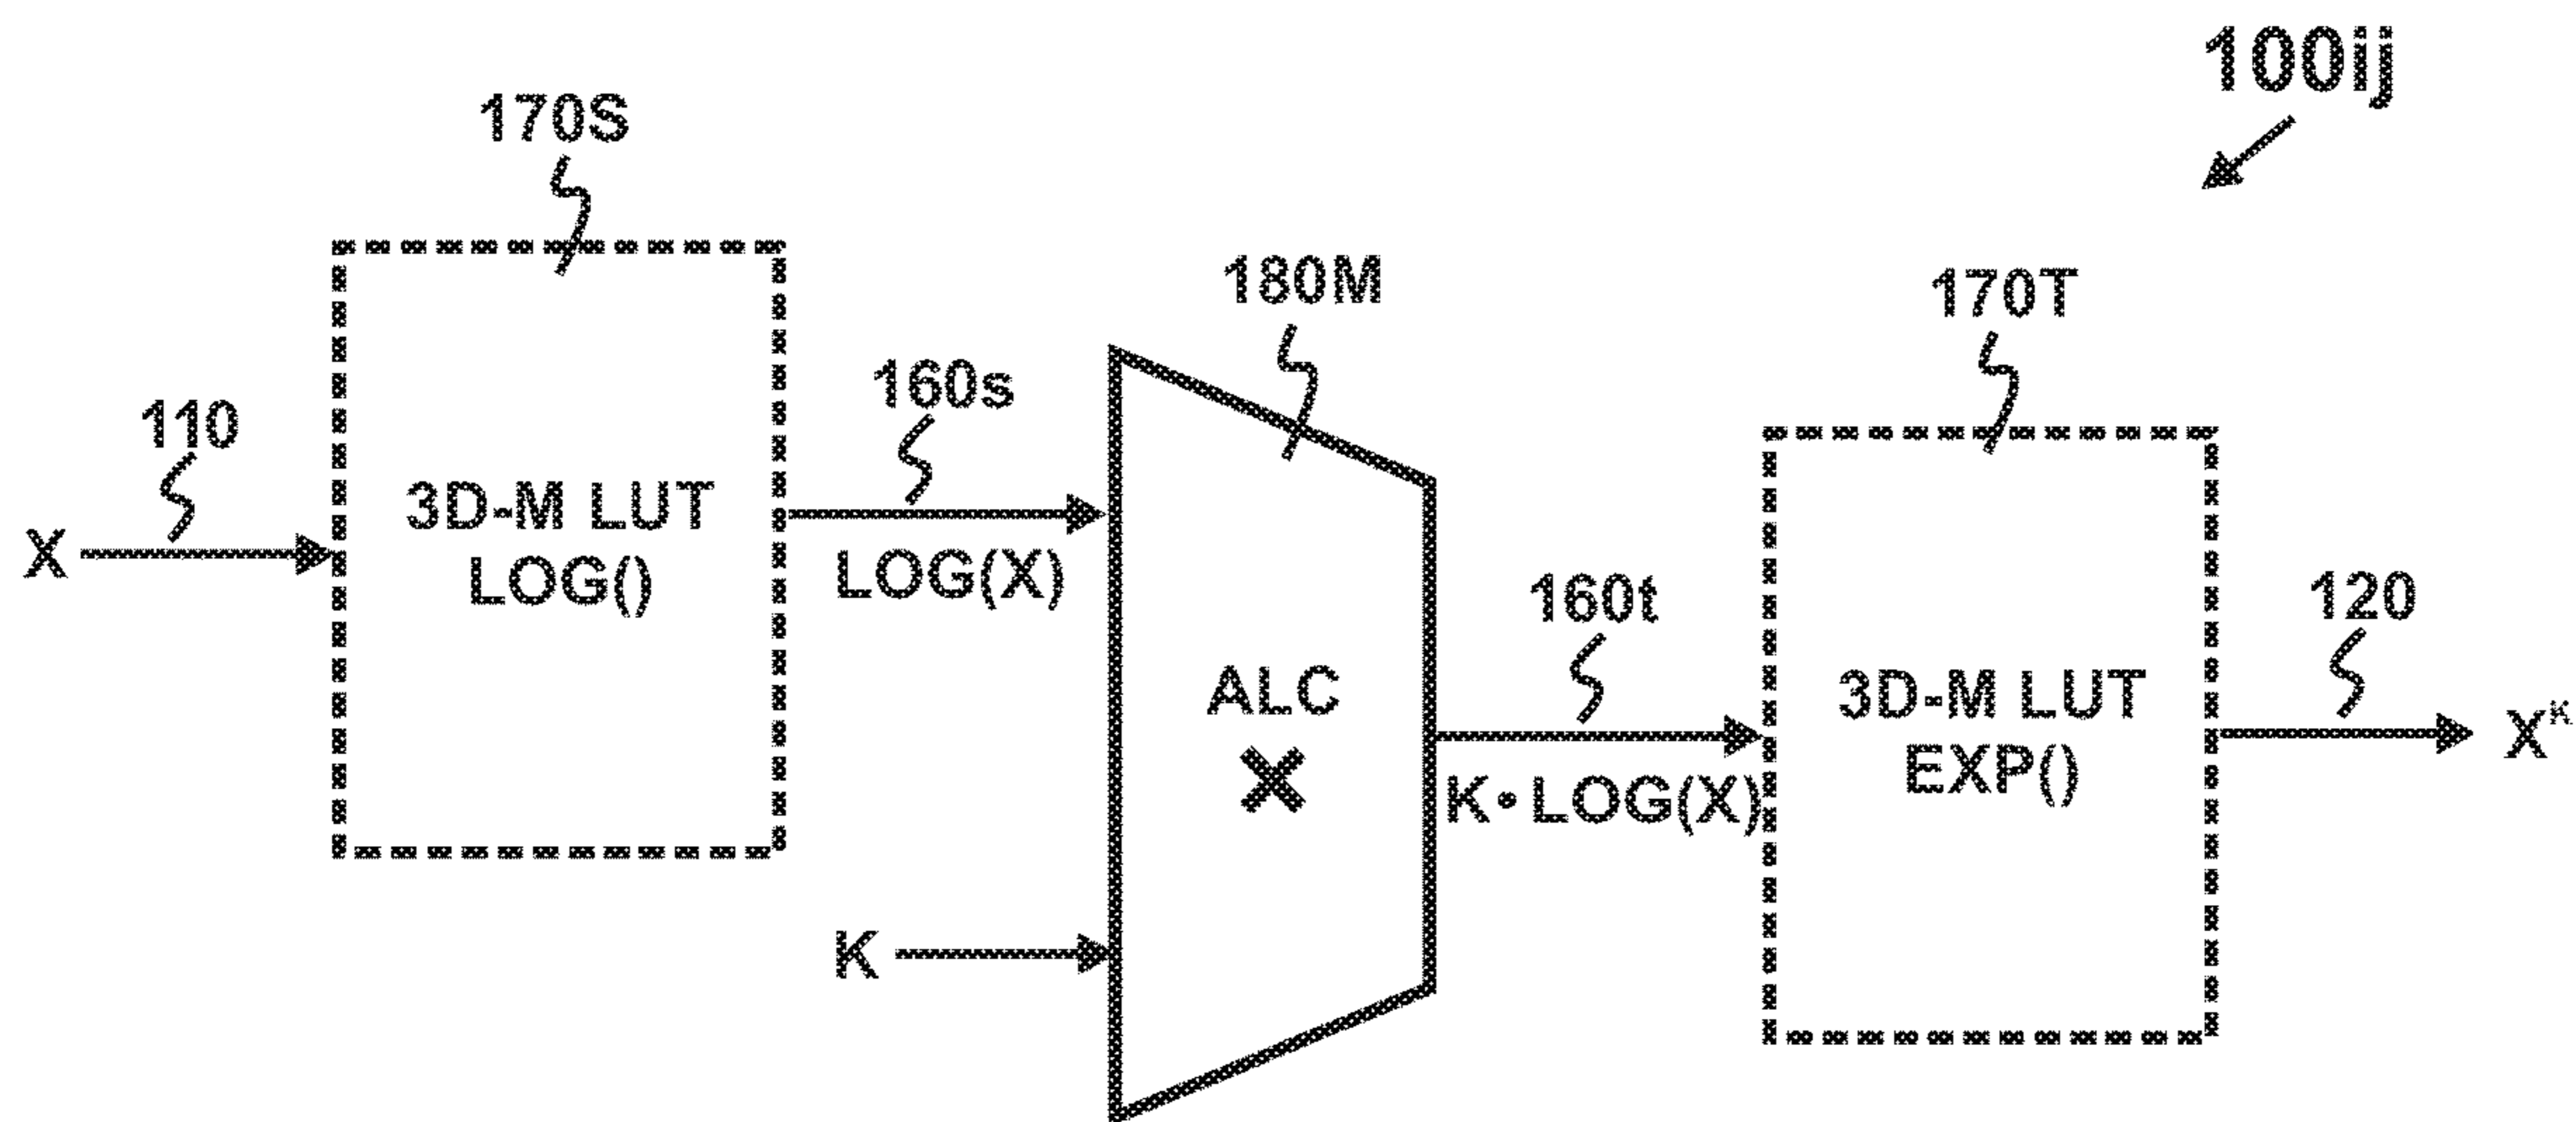 100ij
170S
180M
170T
160s
110
3D-M LUT
LOG()
X
LOG(X)
160t
120
ALC
×
3D-M LUT
EXP()
K•LOG(X)
X^K
K